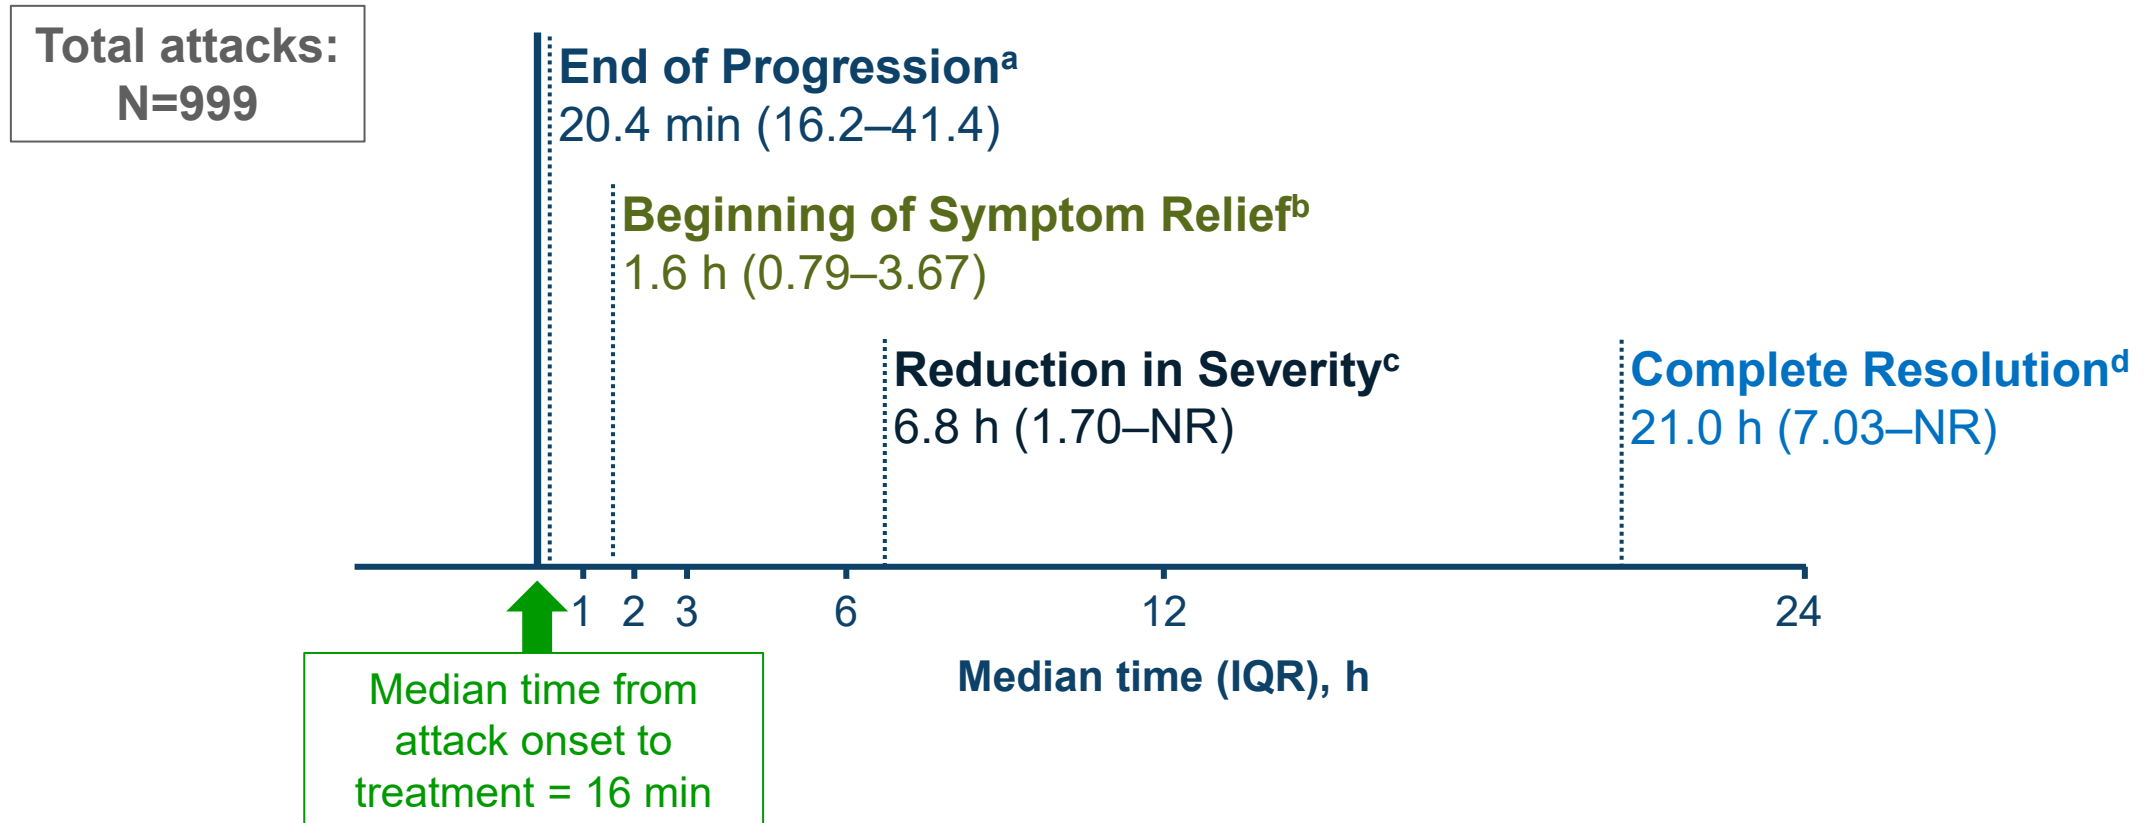 Total attacks:
N=999
End of Progressionᵃ
20.4 min (16.2–41.4)
Beginning of Symptom Reliefᵇ
1.6 h (0.79–3.67)
Reduction in Severityᶜ
6.8 h (1.70–NR)
Complete Resolutionᵈ
21.0 h (7.03–NR)
1 2 3 6 12 24
Median time (IQR), h
Median time from
attack onset to
treatment = 16 min